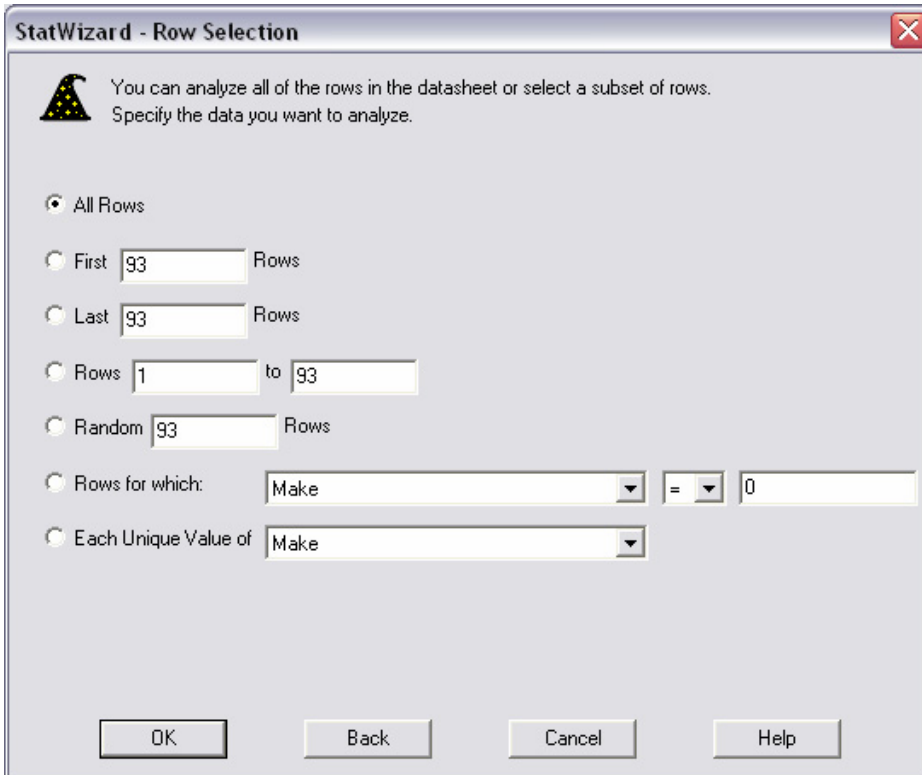 StatWizard - Row Selection
You can analyze all of the rows in the datasheet or select a subset of rows.
Specify the data you want to analyze.
All Rows
First 93 Rows
Last 93 Rows
Rows 1 to 93
Random 93 Rows
Rows for which: Make = 0
Each Unique Value of Make
OK Back Cancel Help